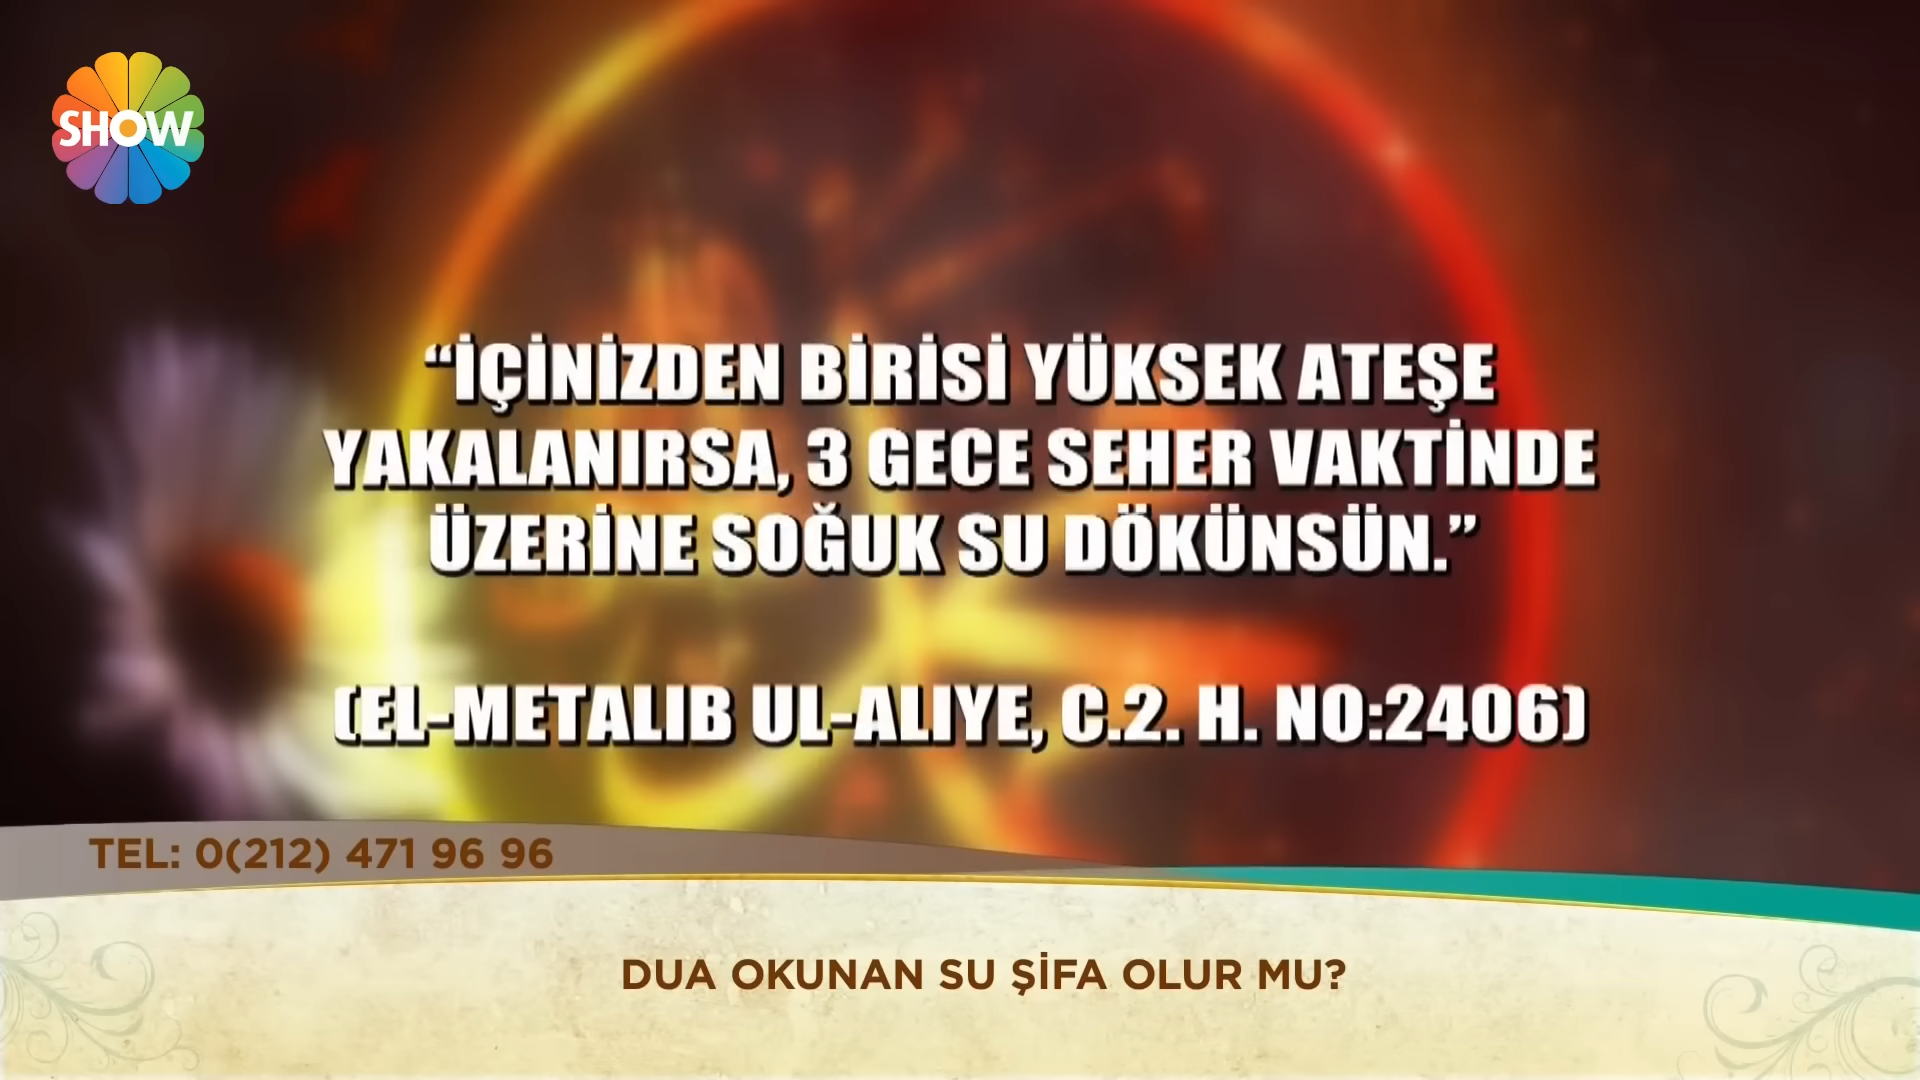 SHOW
“İÇİNİZDEN BİRİSİ YÜKSEK ATEŞE
YAKALANIRSA, 3 GECE SEHER VAKTİNDE
ÜZERİNE SOĞUK SU DÖKÜNSÜN.”
(EL-METALIB UL-ALIYE, C.2. H. NO:2406)
TEL: 0(212) 471 96 96
DUA OKUNAN SU ŞİFA OLUR MU?